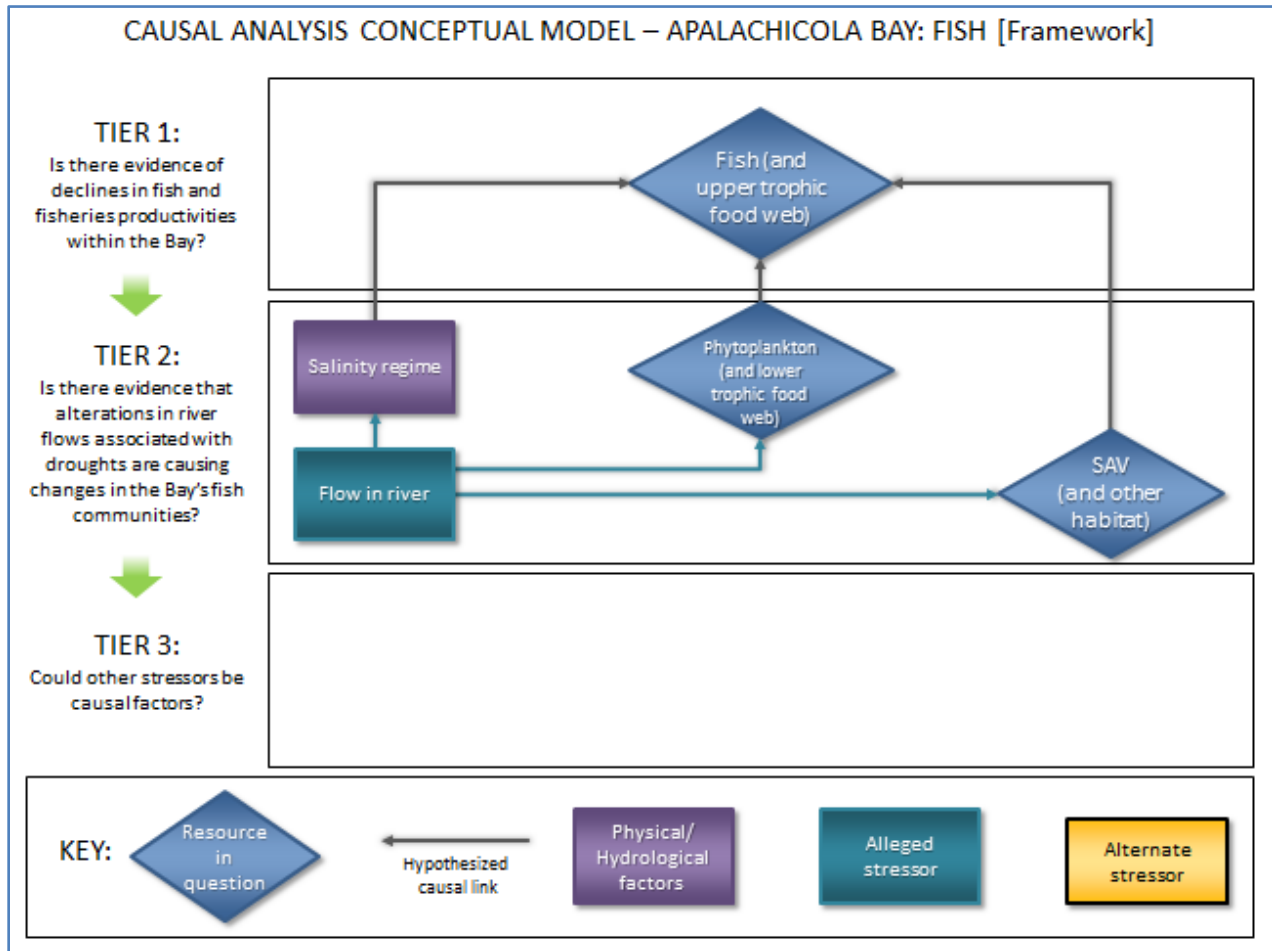 CAUSAL ANALYSIS CONCEPTUAL MODEL – APALACHICOLA BAY: FISH [Framework]
TIER 1:
Is there evidence of
declines in fish and
fisheries productivities
within the Bay?
Fish (and
upper trophic
food web)
TIER 2:
Is there evidence that
alterations in river
flows associated with
droughts are causing
changes in the Bay's fish
communities?
Salinity regime
Flow in river
Phytoplankton
(and lower
trophic food
web)
SAV
(and other
habitat)
TIER 3:
Could other stressors be
causal factors?
KEY:
Resource
in
question
Hypothesized
causal link
Physical/
Hydrological
factors
Alleged
stressor
Alternate
stressor